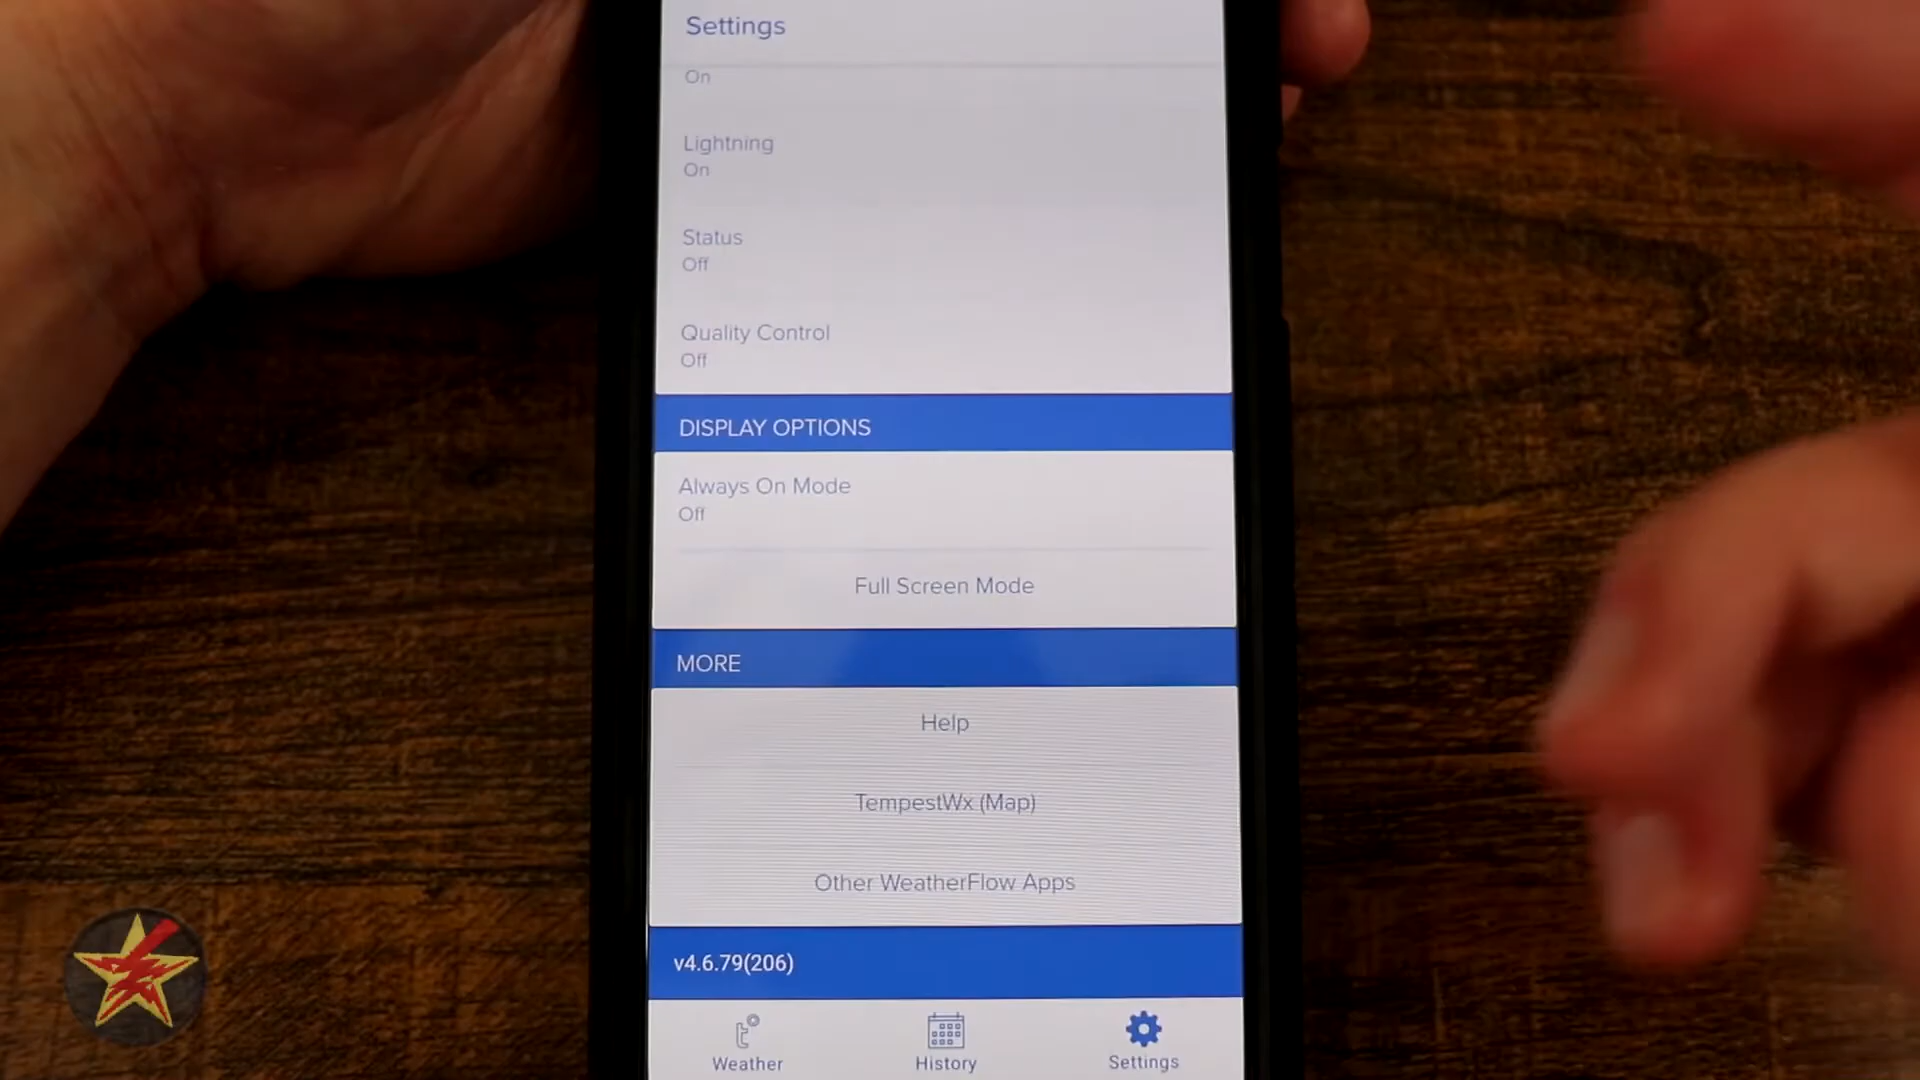 Settings
On
Lightning
On
Status
Off
Quality Control
Off
DISPLAY OPTIONS
Always On Mode
Off
Full Screen Mode
MORE
Help
TempestWx (Map)
Other WeatherFlow Apps
v4.6.79(206)
Weather
History
Settings